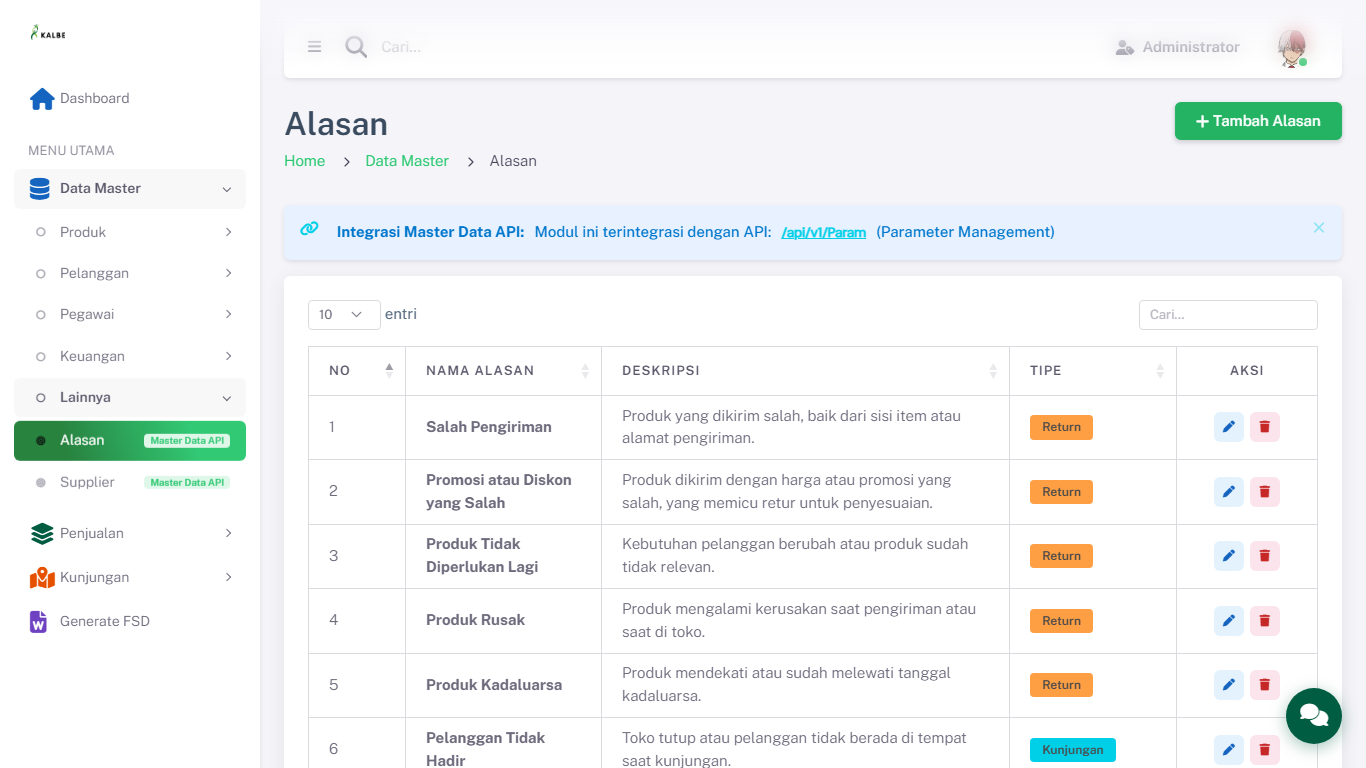 KALBE
Dashboard
MENU UTAMA
Data Master
Produk
Pelanggan
Pegawai
Keuangan
Lainnya
Alasan Master Data API
Supplier Master Data API
Penjualan
Kunjungan
Generate FSD
Cari...
Administrator
Alasan
Tambah Alasan
Home Data Master Alasan
Integrasi Master Data API: Modul ini terintegrasi dengan API: /api/v1/Param (Parameter Management)
10 entri
Cari...
NO NAMA ALASAN DESKRIPSI TIPE AKSI
1 Salah Pengiriman Produk yang dikirim salah, baik dari sisi item atau Return
alamat pengiriman.
2 Promosi atau Diskon Produk dikirim dengan harga atau promosi yang Return
yang Salah salah, yang memicu retur untuk penyesuaian.
3 Produk Tidak Kebutuhan pelanggan berubah atau produk sudah Return
Diperlukan Lagi tidak relevan.
4 Produk Rusak Produk mengalami kerusakan saat pengiriman atau Return
saat di toko.
5 Produk Kadaluarsa Produk mendekati atau sudah melewati tanggal Return
kadaluarsa.
6 Pelanggan Tidak Toko tutup atau pelanggan tidak berada di tempat Kunjungan
Hadir saat kunjungan.